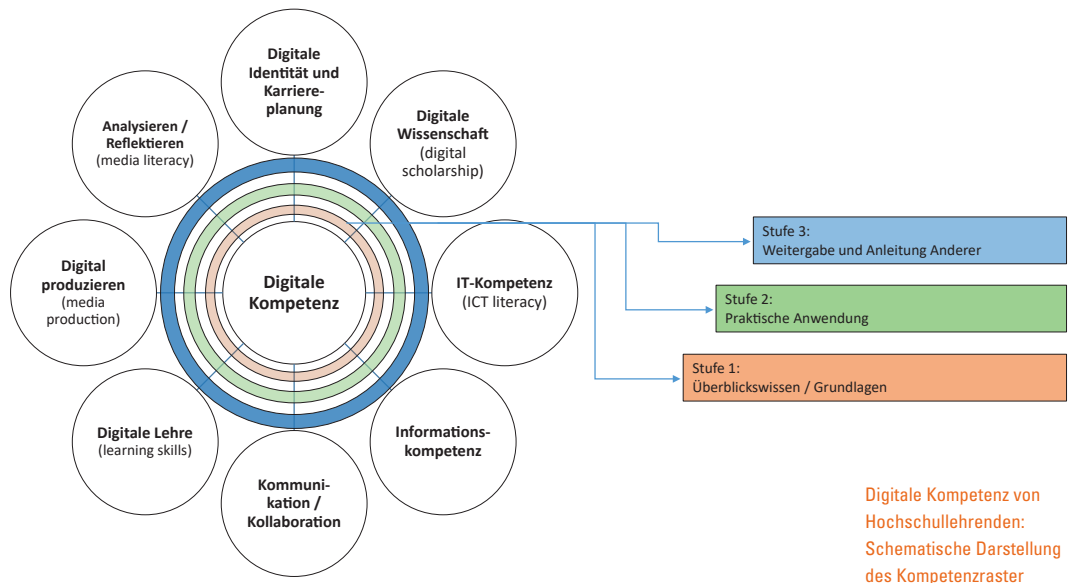 Digitale
Identität und
Karriere-
planung
Digitale
Wissenschaft
(digital
scholarship)
Analysieren /
Reflektieren
(media literacy)
Digital
produzieren
(media
production)
Digitale
Kompetenz
IT-Kompetenz
(ICT literacy)
Digitale Lehre
(learning skills)
Informations-
kompetenz
Kommuni-
kation /
Kollaboration
Stufe 3:
Weitergabe und Anleitung Anderer
Stufe 2:
Praktische Anwendung
Stufe 1:
Überblickswissen / Grundlagen
Digitale Kompetenz von
Hochschullehrenden:
Schematische Darstellung
des Kompetenzraster